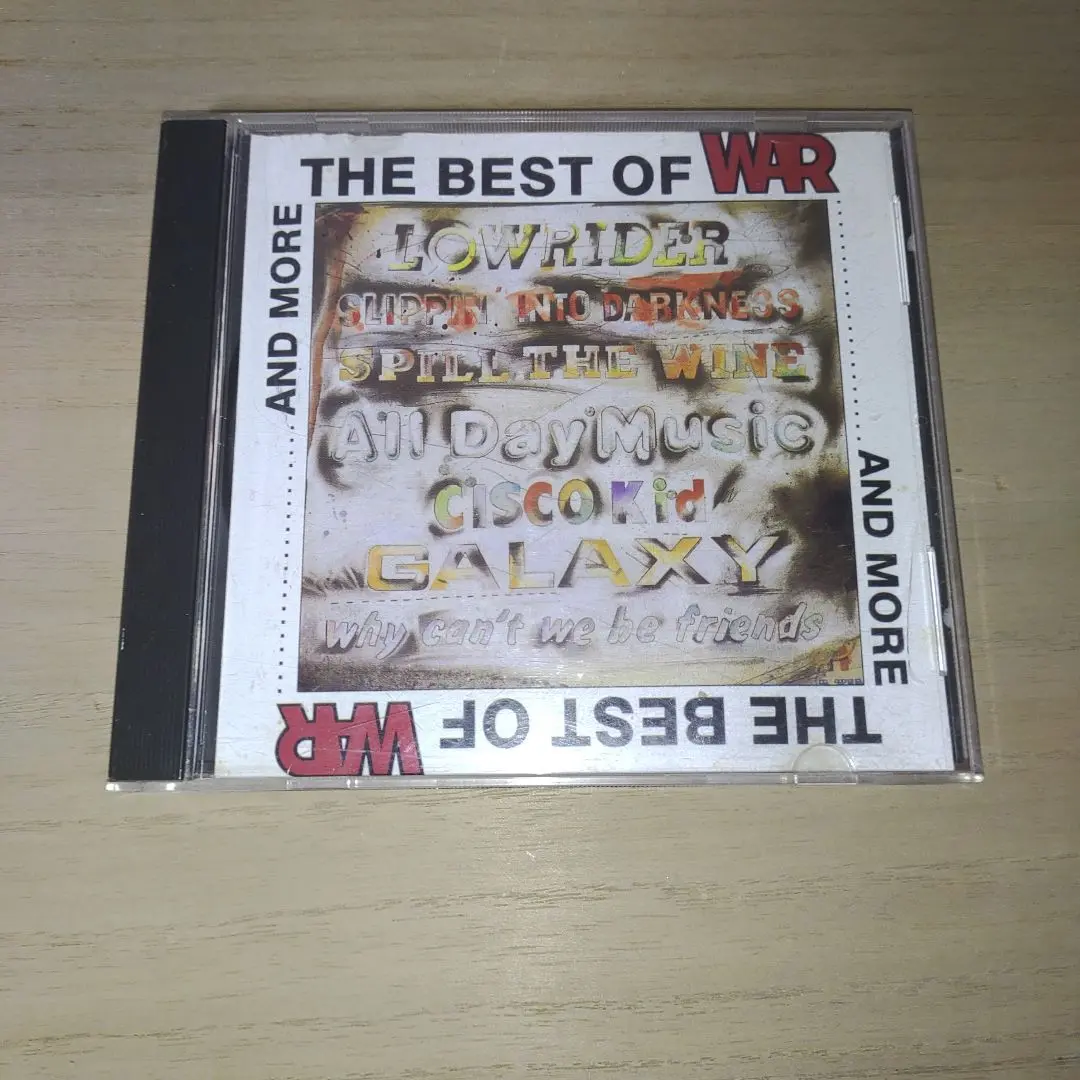 THE BEST OF WAR
AND MORE
LOWRIDER
SLIPPIN' INTO DARKNESS
SPILL THE WINE
All Day Music
CISCO Kid
GALAXY
why can't we be friends
AND MORE
THE BEST OF WAR